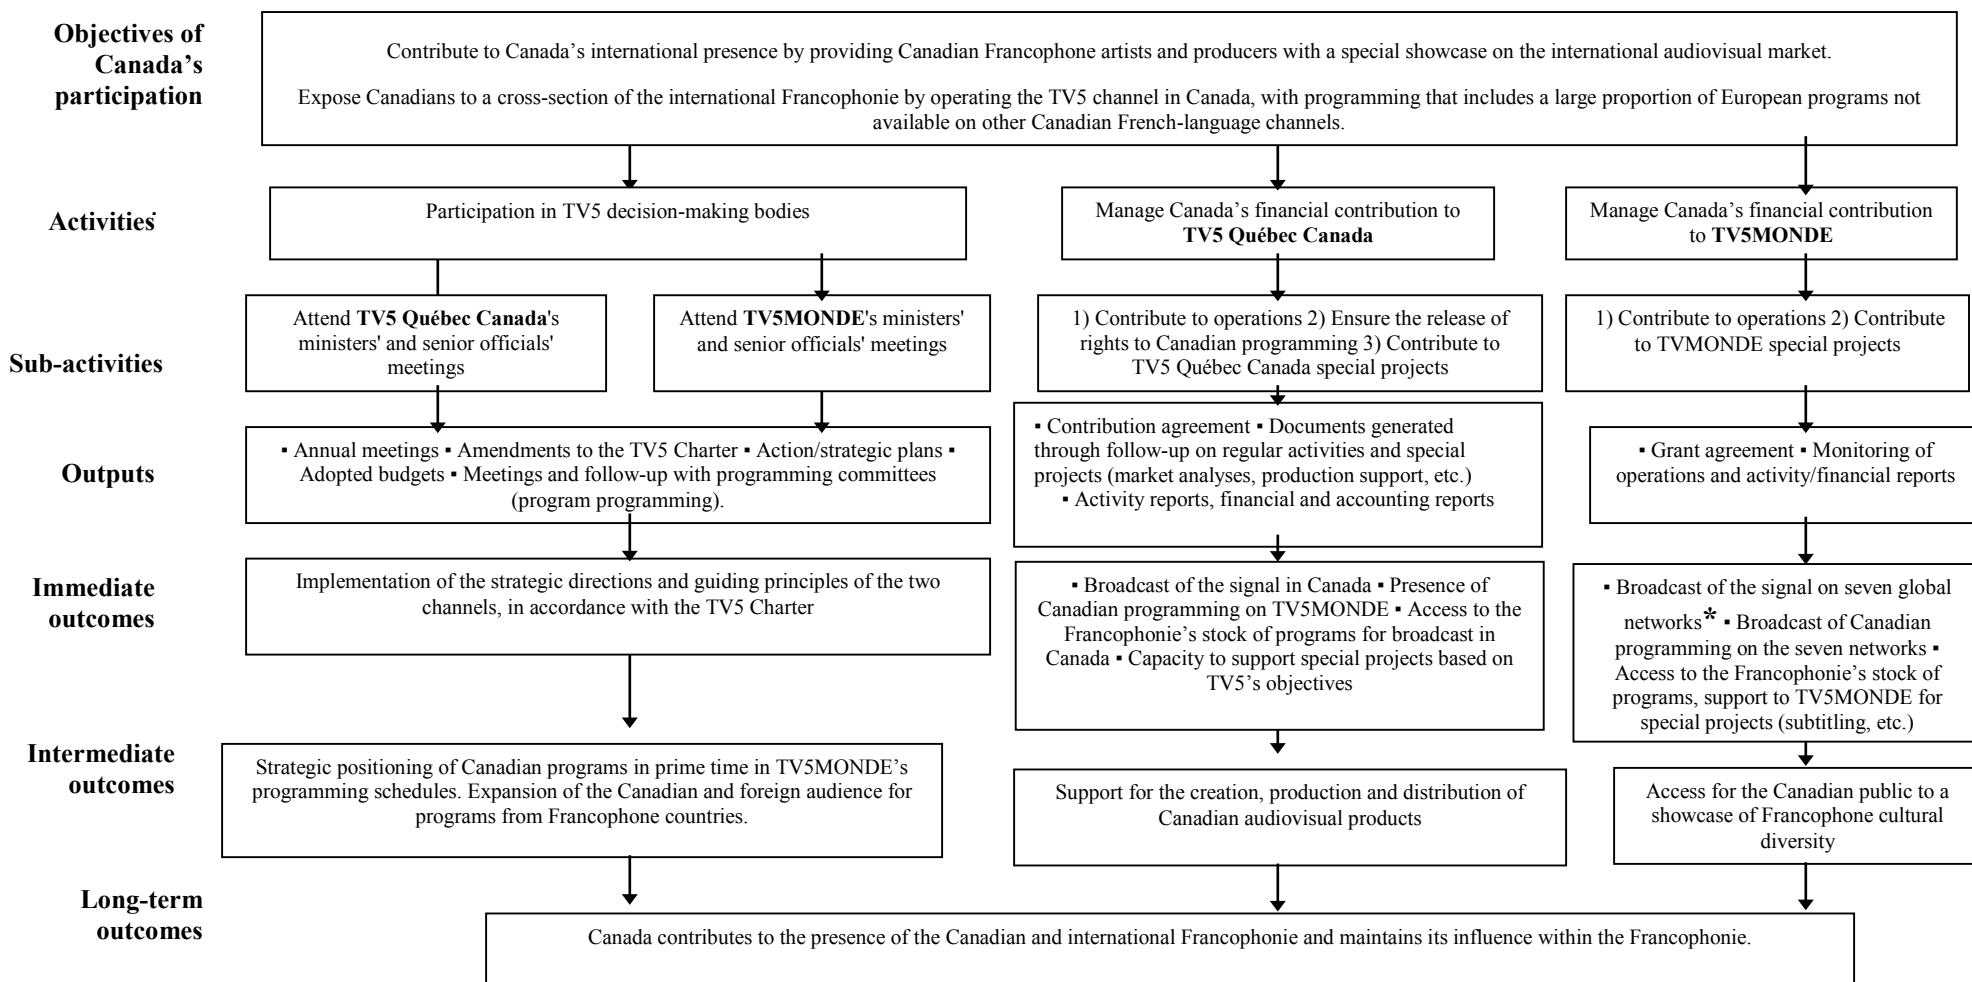 Objectives of
Canada’s
participation
Contribute to Canada’s international presence by providing Canadian Francophone artists and producers with a special showcase on the international audiovisual market.
Expose Canadians to a cross-section of the international Francophonie by operating the TV5 channel in Canada, with programming that includes a large proportion of European programs not
available on other Canadian French-language channels.
Activities
Participation in TV5 decision-making bodies
Manage Canada’s financial contribution to
TV5 Québec Canada
Manage Canada’s financial contribution
to TV5MONDE
Sub-activities
Attend TV5 Québec Canada's
ministers' and senior officials'
meetings
Attend TV5MONDE's ministers'
and senior officials' meetings
1) Contribute to operations 2) Ensure the release of
rights to Canadian programming 3) Contribute to
TV5 Québec Canada special projects
1) Contribute to operations 2) Contribute
to TVMONDE special projects
Outputs
▪ Annual meetings ▪ Amendments to the TV5 Charter ▪ Action/strategic plans ▪
Adopted budgets ▪ Meetings and follow-up with programming committees
(program programming).
▪ Contribution agreement ▪ Documents generated
through follow-up on regular activities and special
projects (market analyses, production support, etc.)
▪ Activity reports, financial and accounting reports
▪ Grant agreement ▪ Monitoring of
operations and activity/financial reports
Immediate
outcomes
Implementation of the strategic directions and guiding principles of the two
channels, in accordance with the TV5 Charter
▪ Broadcast of the signal in Canada ▪ Presence of
Canadian programming on TV5MONDE ▪ Access to the
Francophonie’s stock of programs for broadcast in
Canada ▪ Capacity to support special projects based on
TV5’s objectives
▪ Broadcast of the signal on seven global
networks* ▪ Broadcast of Canadian
programming on the seven networks ▪
Access to the Francophonie’s stock of
programs, support to TV5MONDE for
special projects (subtitling, etc.)
Intermediate
outcomes
Strategic positioning of Canadian programs in prime time in TV5MONDE’s
programming schedules. Expansion of the Canadian and foreign audience for
programs from Francophone countries.
Support for the creation, production and distribution of
Canadian audiovisual products
Access for the Canadian public to a
showcase of Francophone cultural
diversity
Long-term
outcomes
Canada contributes to the presence of the Canadian and international Francophonie and maintains its influence within the Francophonie.